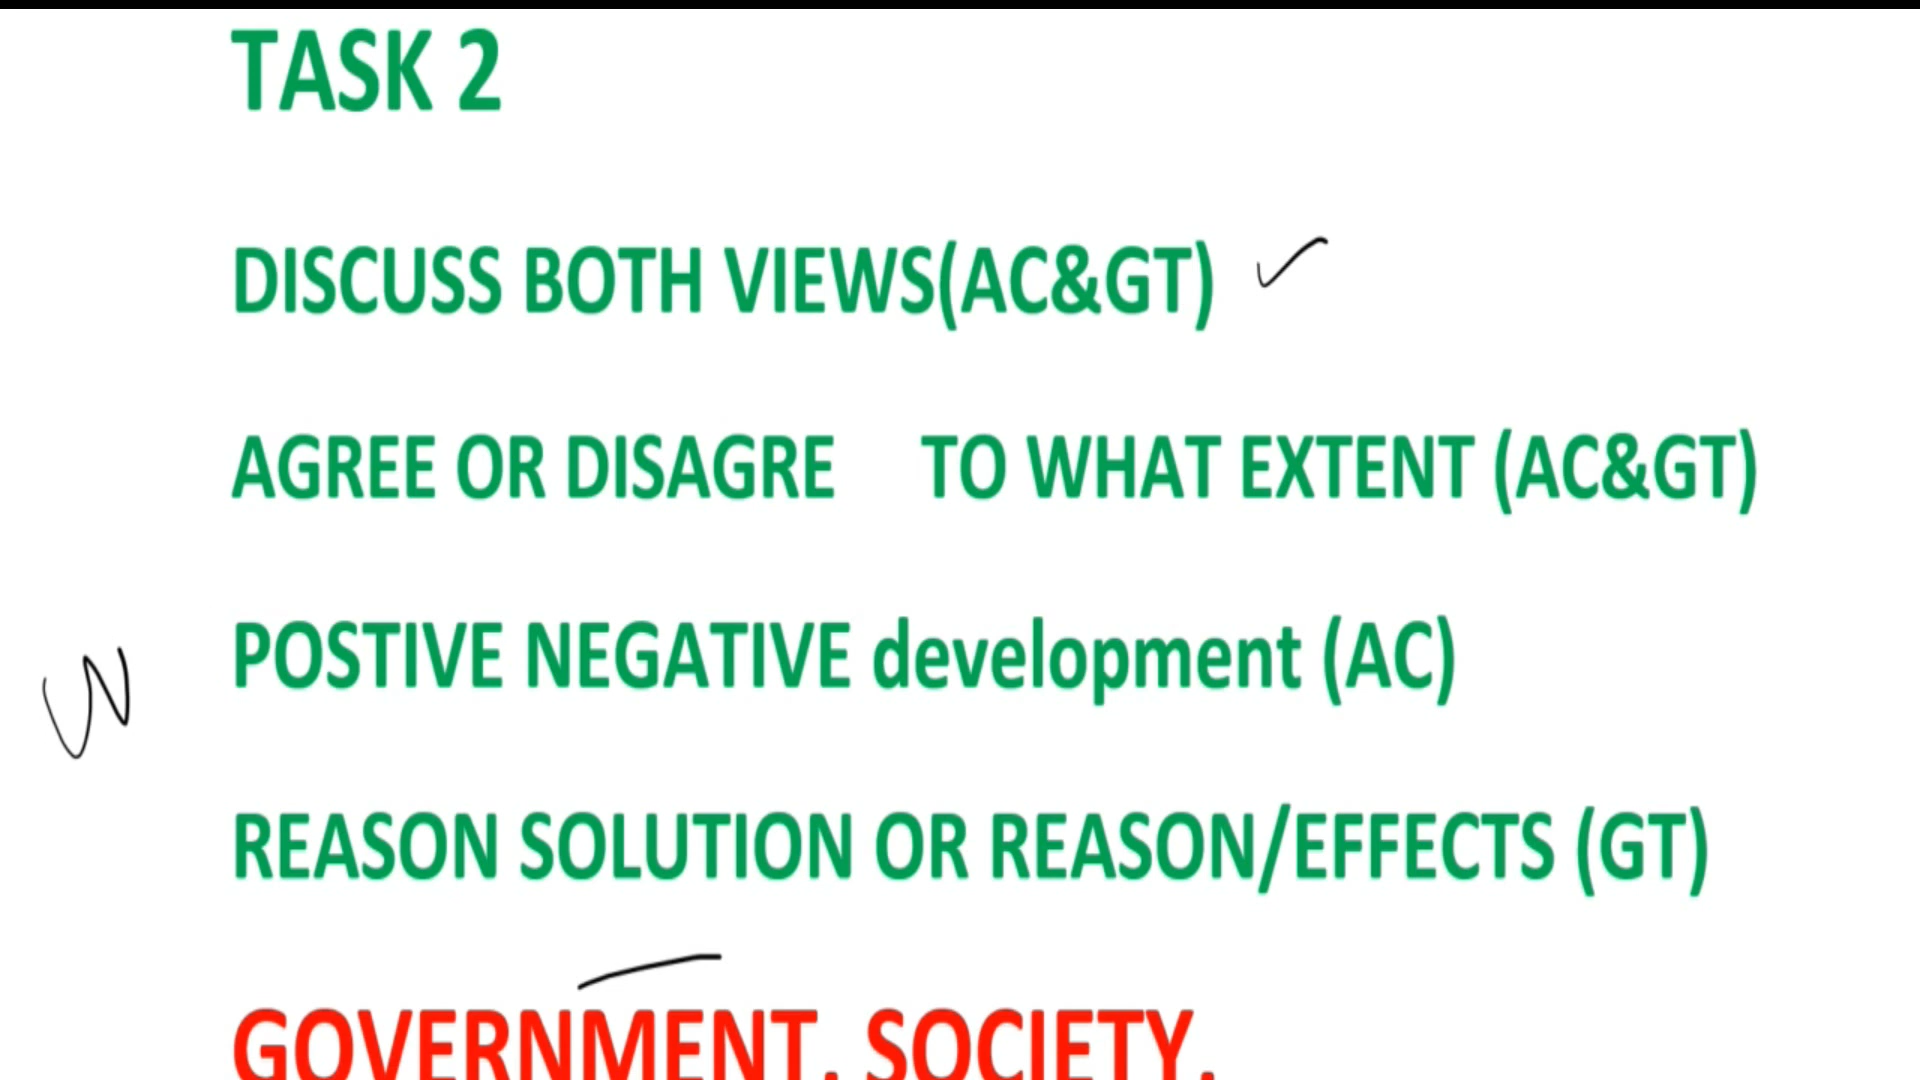 TASK 2
DISCUSS BOTH VIEWS(AC&GT)
AGREE OR DISAGRE TO WHAT EXTENT (AC&GT)
POSTIVE NEGATIVE development (AC)
REASON SOLUTION OR REASON/EFFECTS (GT)
GOVERNMENT, SOCIETY,